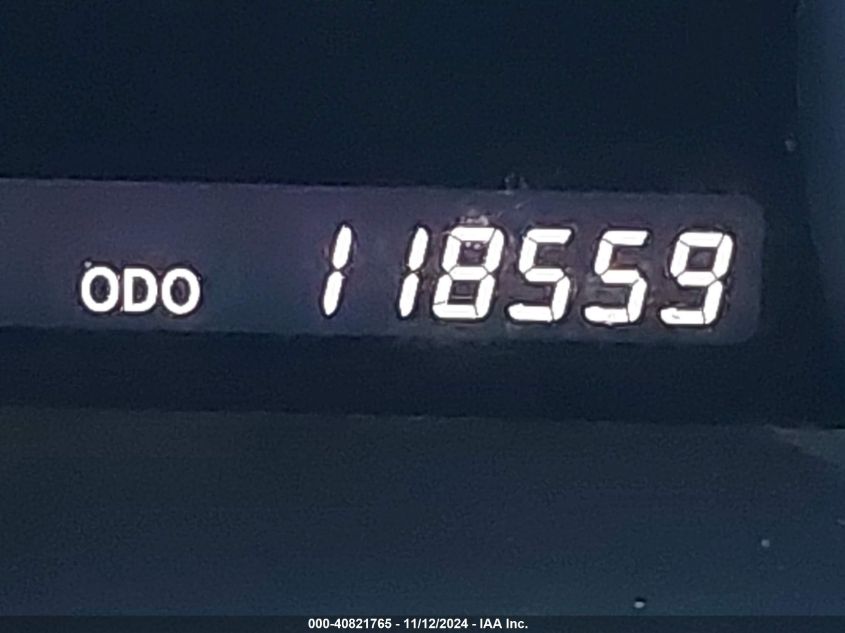 ODO 118559
000-40821765 - 11/12/2024 - IAA Inc.